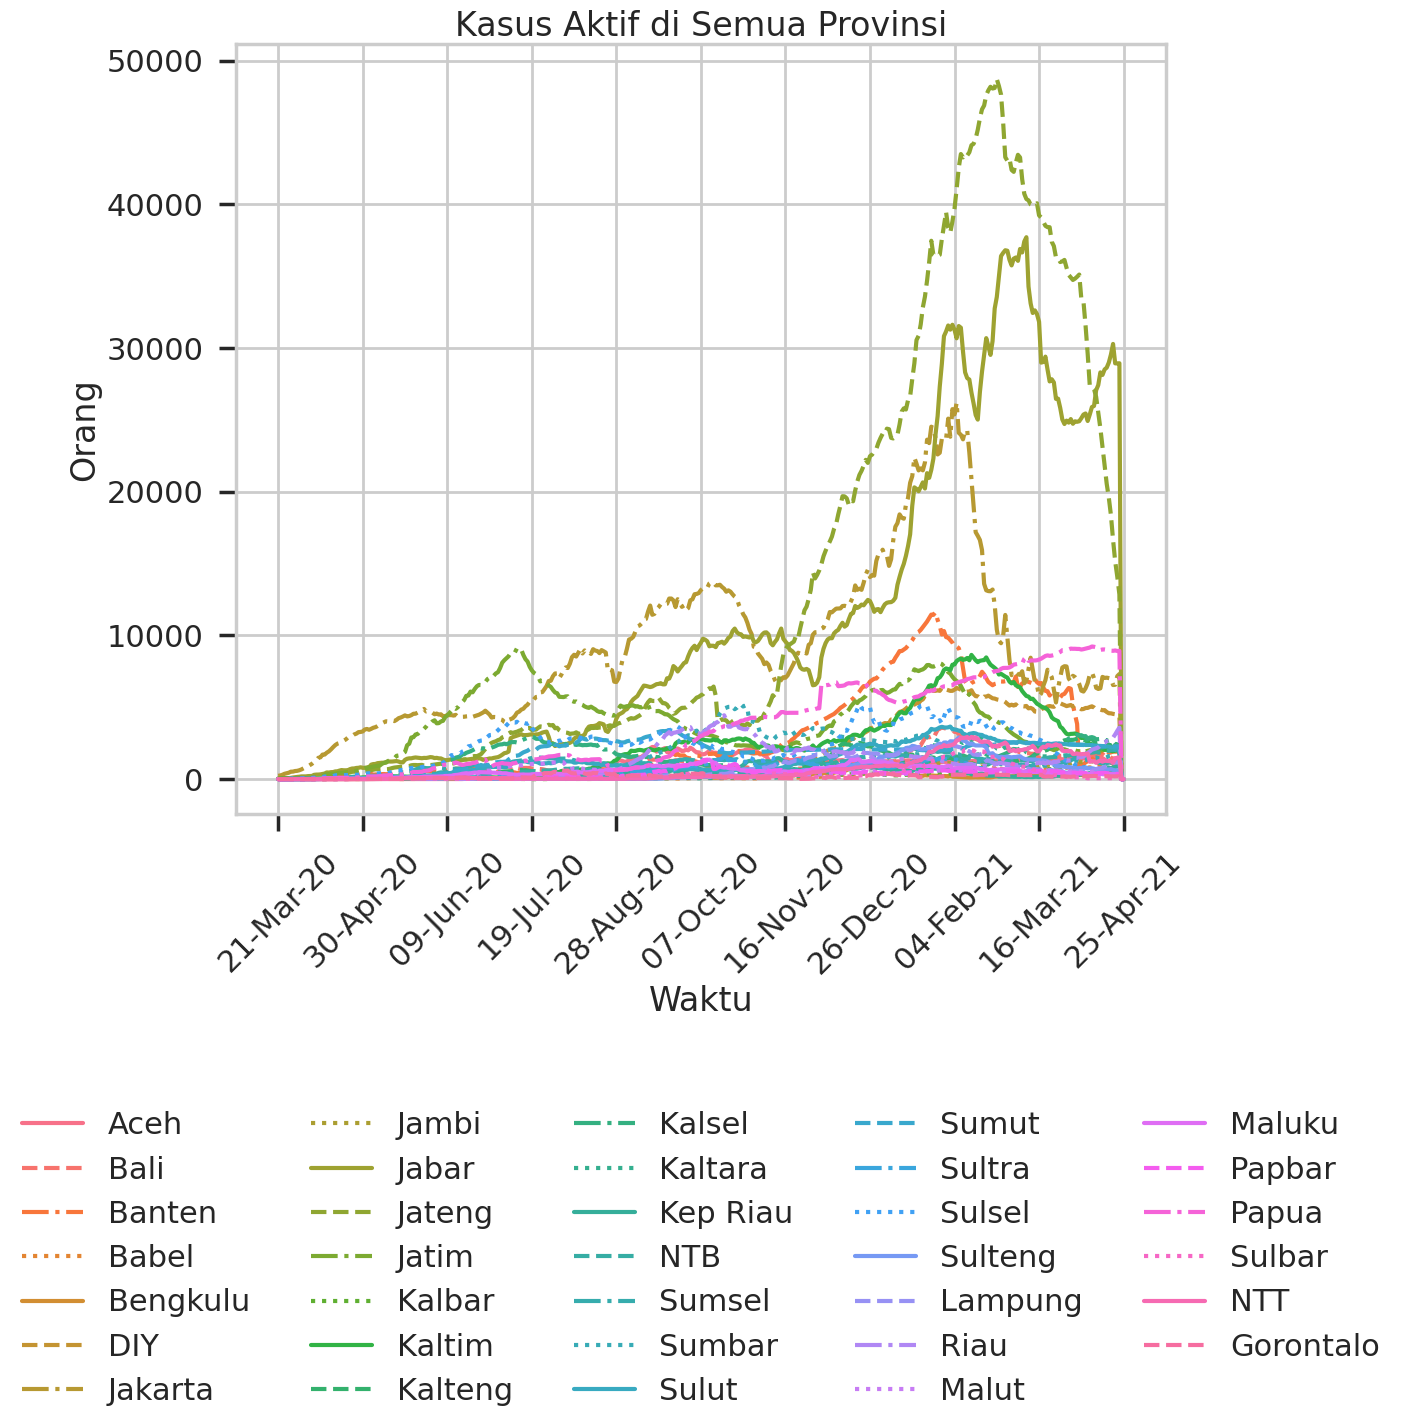 Kasus Aktif di Semua Provinsi
50000
40000
30000
20000
10000
0
Orang
21-Mar-20
30-Apr-20
09-Jun-20
19-Jul-20
28-Aug-20
07-Oct-20
16-Nov-20
26-Dec-20
04-Feb-21
16-Mar-21
25-Apr-21
Waktu
Aceh
Bali
Banten
Babel
Bengkulu
DIY
Jakarta
Jambi
Jabar
Jateng
Jatim
Kalbar
Kaltim
Kalteng
Kalsel
Kaltara
Kep Riau
NTB
Sumsel
Sumbar
Sulut
Sumut
Sultra
Sulsel
Sulteng
Lampung
Riau
Malut
Maluku
Papbar
Papua
Sulbar
NTT
Gorontalo